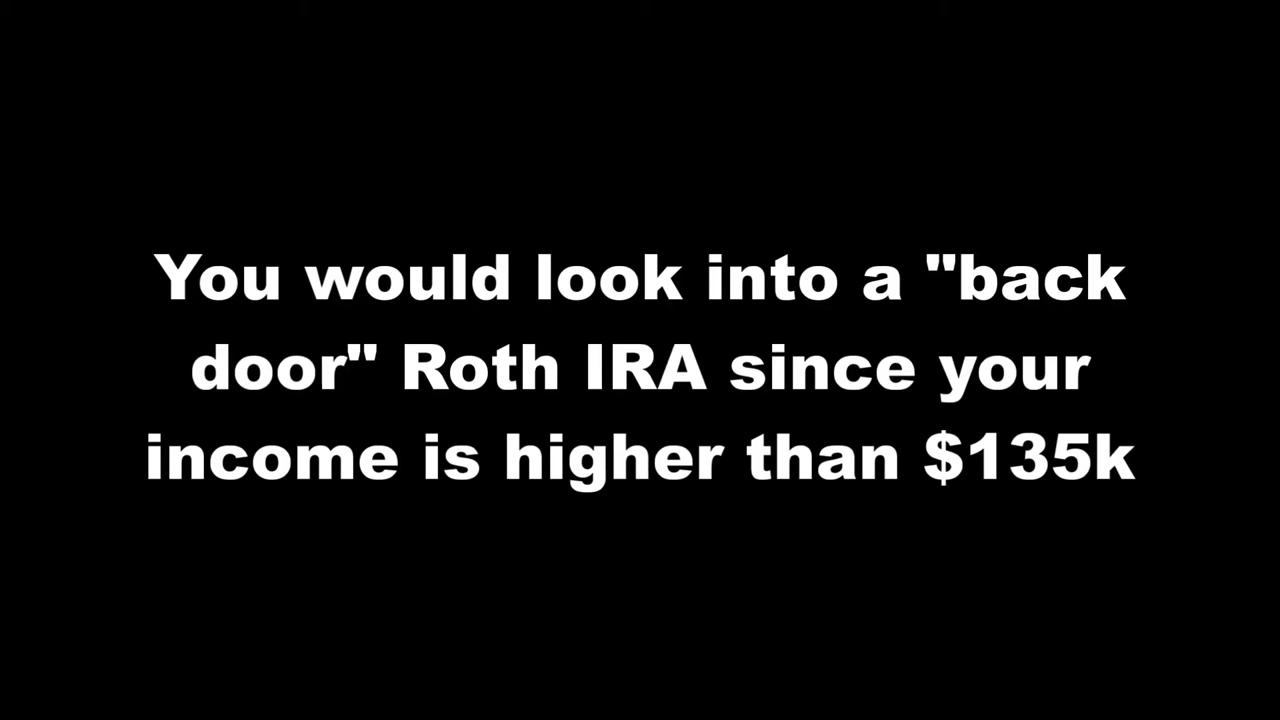 You would look into a "back
door" Roth IRA since your
income is higher than $135k